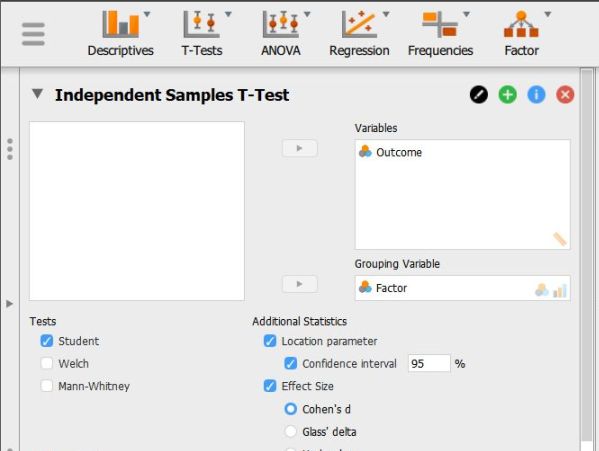 Descriptives T-Tests ANOVA Regression Frequencies Factor
Independent Samples T-Test
Variables
Outcome
Grouping Variable
Factor
Tests
Student
Welch
Mann-Whitney
Additional Statistics
Location parameter
Confidence interval 95 %
Effect Size
Cohen's d
Glass' delta